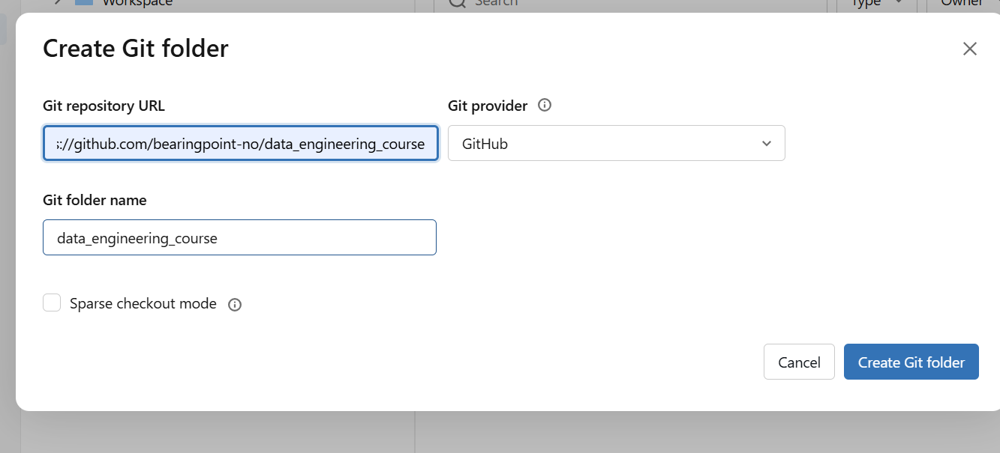 Workspace
Search
Type
Owner
Create Git folder
Git repository URL
Git provider
://github.com/bearingpoint-no/data_engineering_course
GitHub
Git folder name
data_engineering_course
Sparse checkout mode
Cancel
Create Git folder